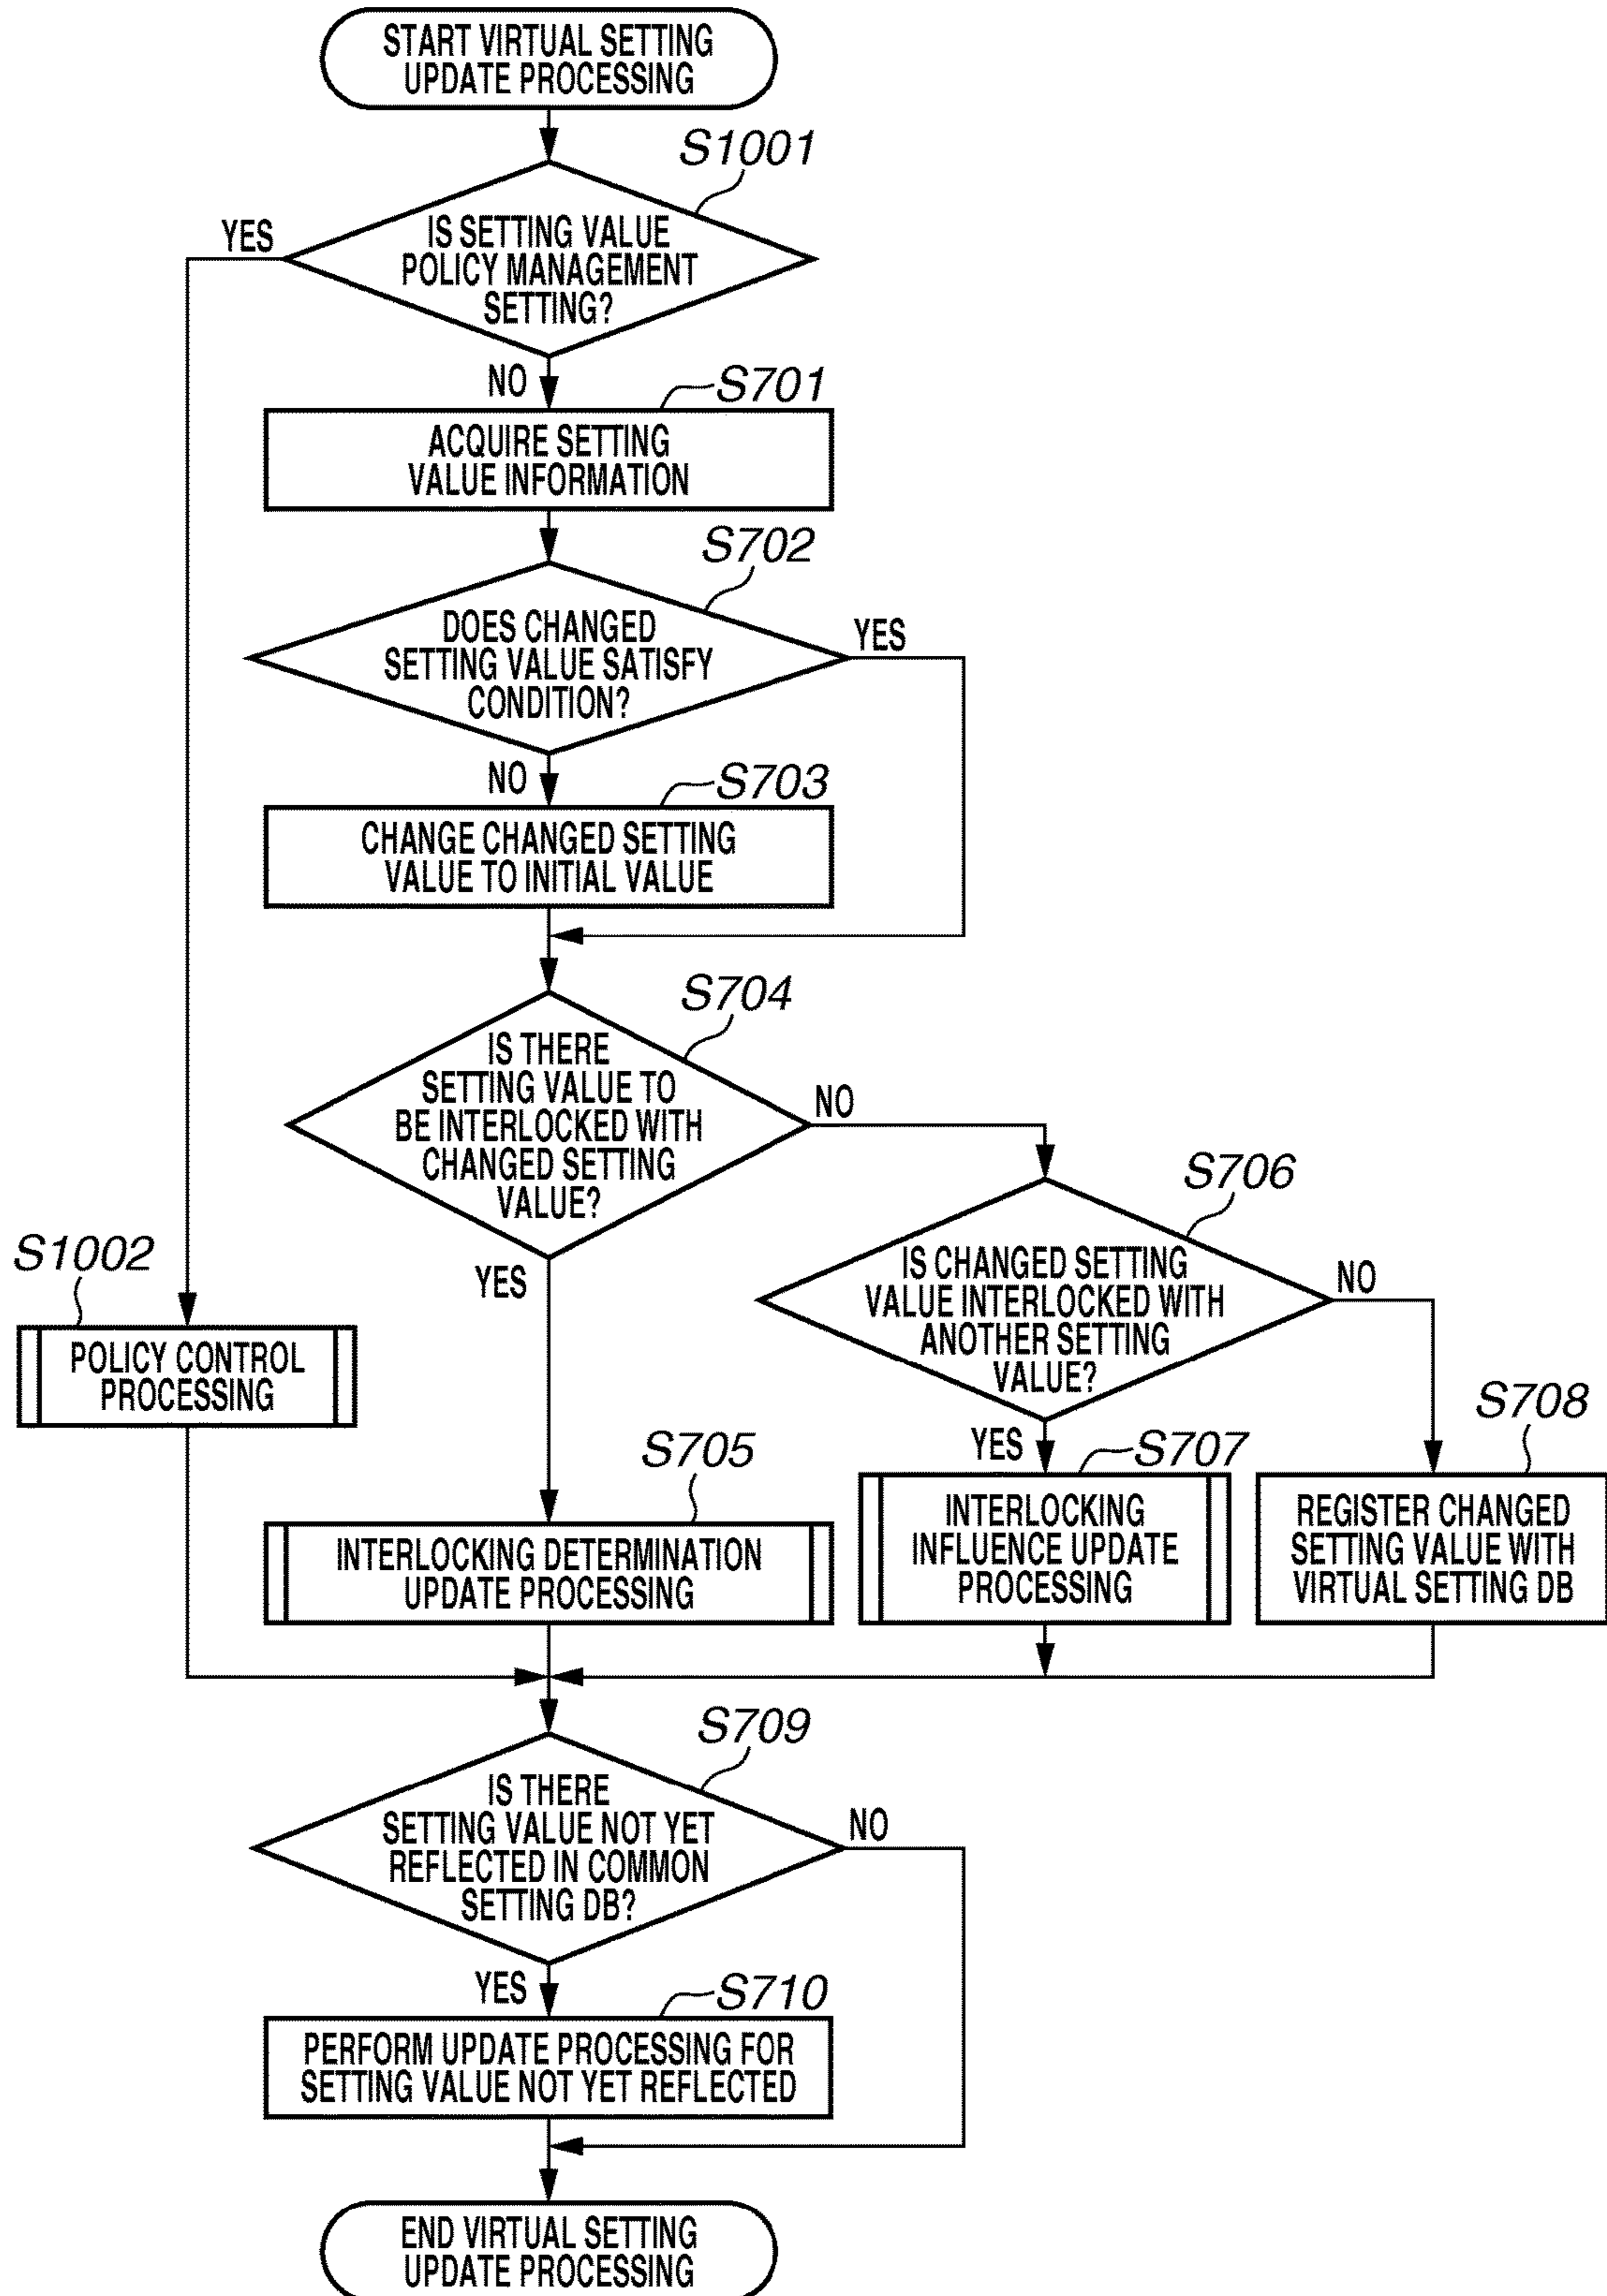 START VIRTUAL SETTING
UPDATE PROCESSING
S1001
YES
IS SETTING VALUE
POLICY MANAGEMENT
SETTING?
NO
S701
ACQUIRE SETTING
VALUE INFORMATION
S702
DOES CHANGED
SETTING VALUE SATISFY
CONDITION?
YES
NO
S703
CHANGE CHANGED SETTING
VALUE TO INITIAL VALUE
S704
IS THERE
SETTING VALUE TO
BE INTERLOCKED WITH
CHANGED SETTING
VALUE?
NO
YES
S706
IS CHANGED SETTING
VALUE INTERLOCKED WITH
ANOTHER SETTING
VALUE?
NO
YES
S1002
POLICY CONTROL
PROCESSING
S705
INTERLOCKING DETERMINATION
UPDATE PROCESSING
S707
INTERLOCKING
INFLUENCE UPDATE
PROCESSING
S708
REGISTER CHANGED
SETTING VALUE WITH
VIRTUAL SETTING DB
S709
IS THERE
SETTING VALUE NOT YET
REFLECTED IN COMMON
SETTING DB?
NO
YES
S710
PERFORM UPDATE PROCESSING FOR
SETTING VALUE NOT YET REFLECTED
END VIRTUAL SETTING
UPDATE PROCESSING